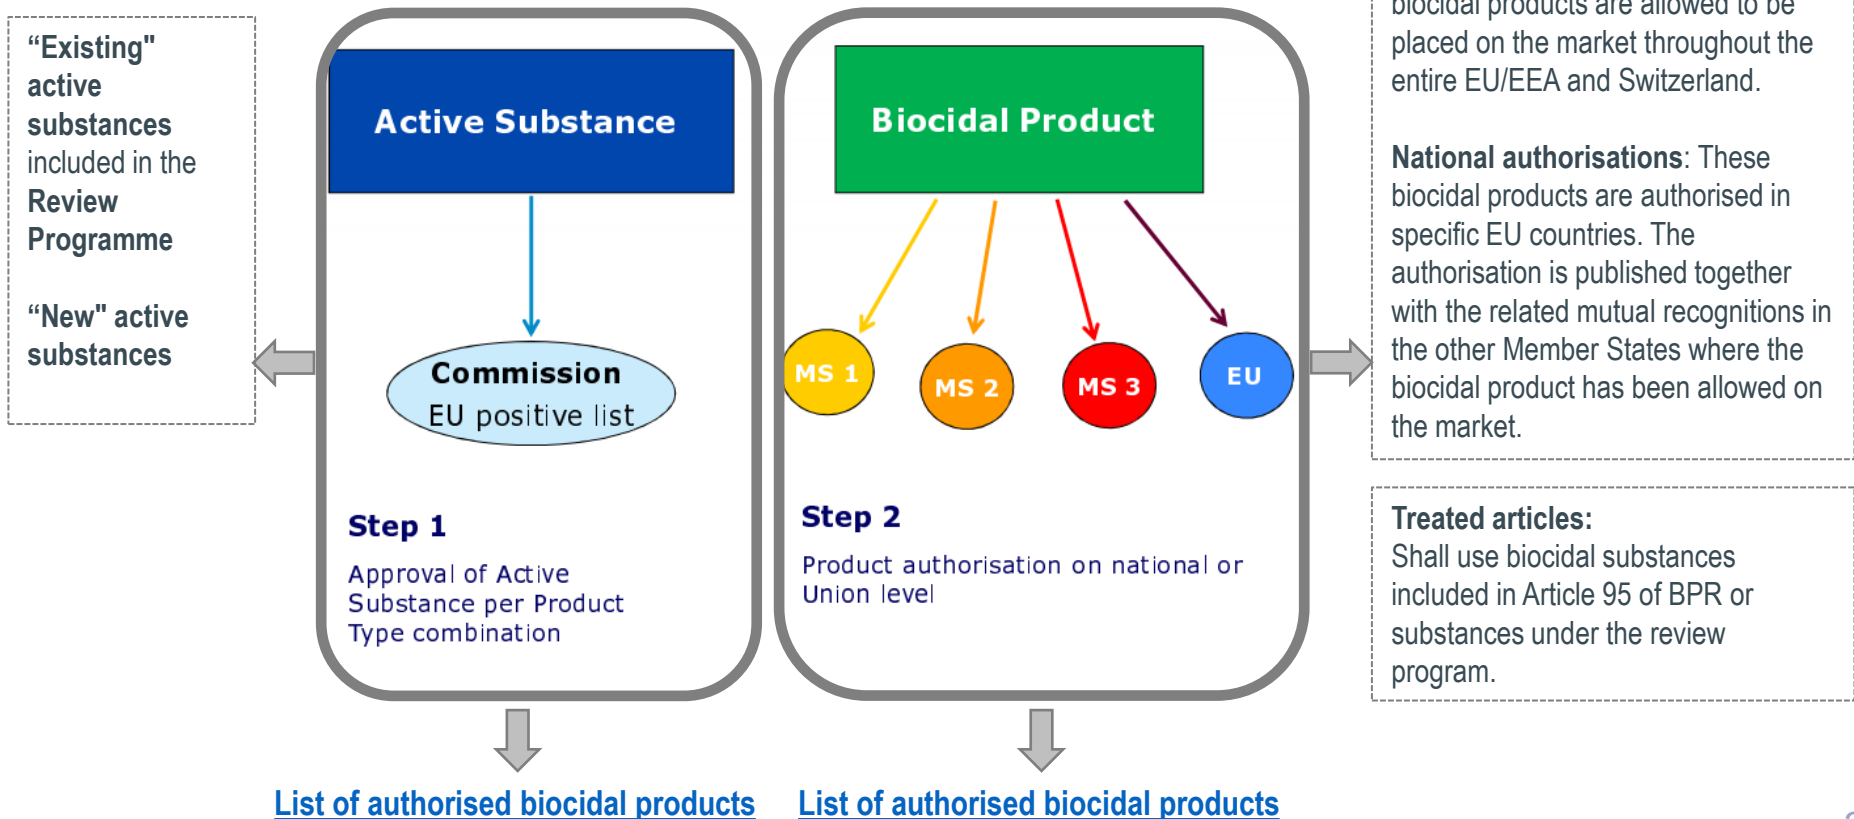 “Existing"
active
substances
included in the
Review
Programme
“New" active
substances
Active Substance
Commission
EU positive list
Step 1
Approval of Active
Substance per Product
Type combination
List of authorised biocidal products
Biocidal Product
MS 1
MS 2
MS 3
EU
Step 2
Product authorisation on national or
Union level
List of authorised biocidal products
biocidal products are allowed to be
placed on the market throughout the
entire EU/EEA and Switzerland.
National authorisations: These
biocidal products are authorised in
specific EU countries. The
authorisation is published together
with the related mutual recognitions in
the other Member States where the
biocidal product has been allowed on
the market.
Treated articles:
Shall use biocidal substances
included in Article 95 of BPR or
substances under the review
program.